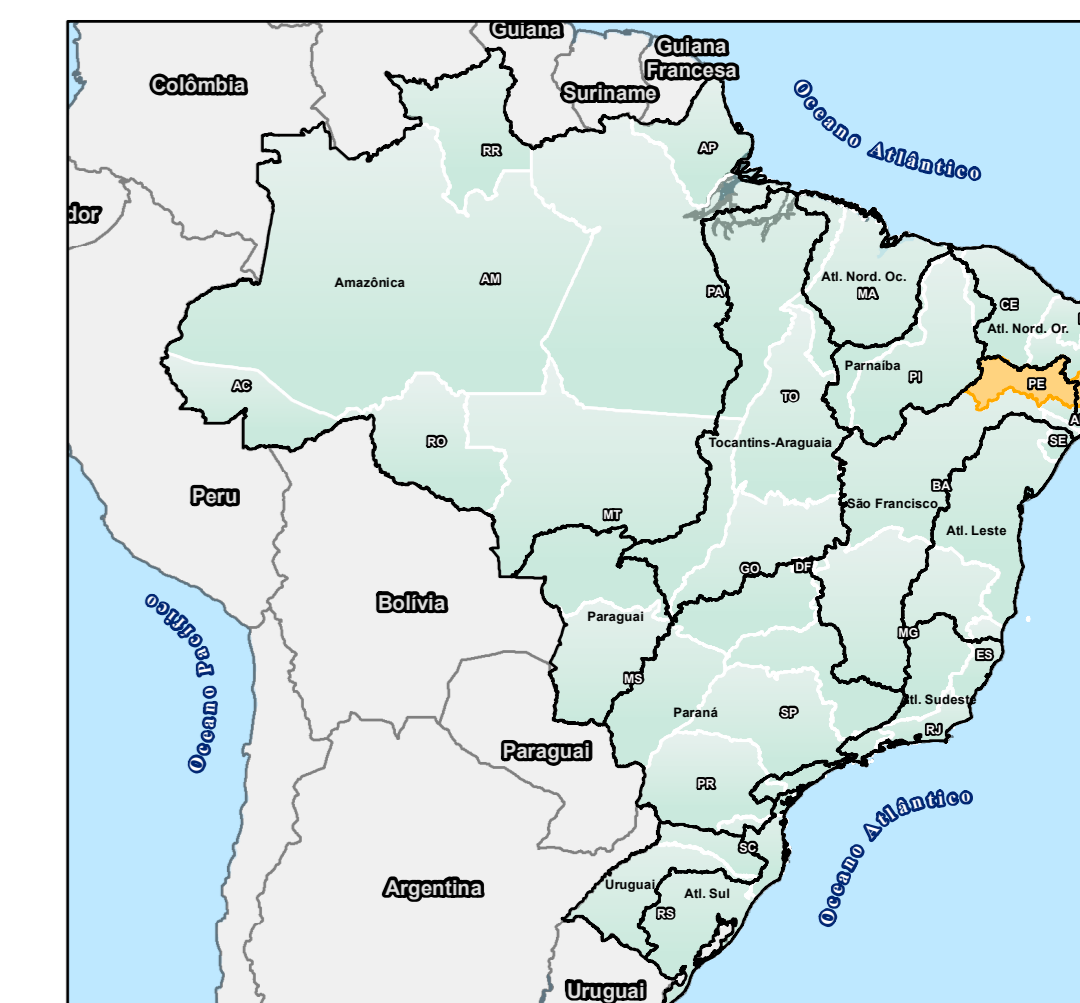 Guiana
Guiana
Francesa
Colômbia
Suriname
Oceano Atlântico
RR
AP
dor
Amazônica
AM
PA
Atl. Nord. Oc.
MA
CE
Atl. Nord. Or.
Parnaíba
PI
PE
AC
TO
A
RO
Tocantins-Araguaia
SE
Peru
BA
São Francisco
MT
Atl. Leste
GO
DF
Bolívia
Oceano Pacífico
Paraguai
MG
ES
MS
Atl. Sudeste
Paraná
SP
RJ
Paraguai
PR
Oceano Atlântico
SC
Argentina
Uruguai
Atl. Sul
RS
Uruguai